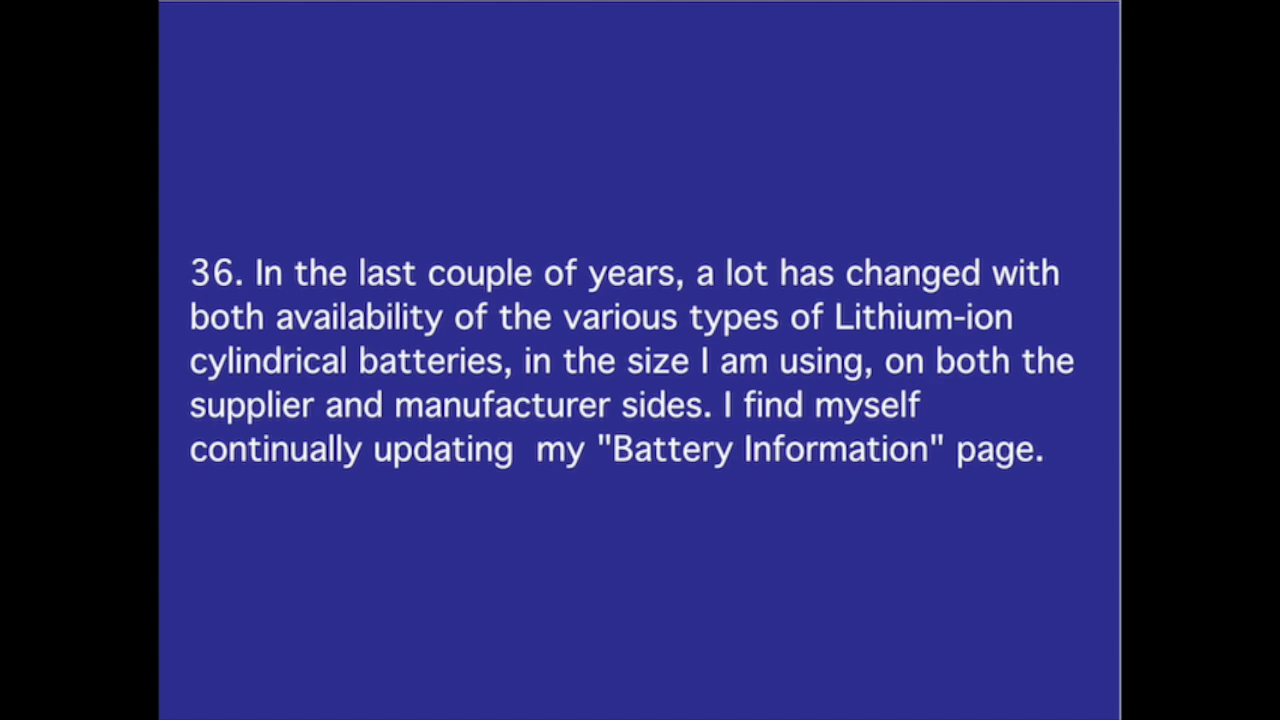 36. In the last couple of years, a lot has changed with
both availability of the various types of Lithium-ion
cylindrical batteries, in the size I am using, on both the
supplier and manufacturer sides. I find myself
continually updating  my "Battery Information" page.